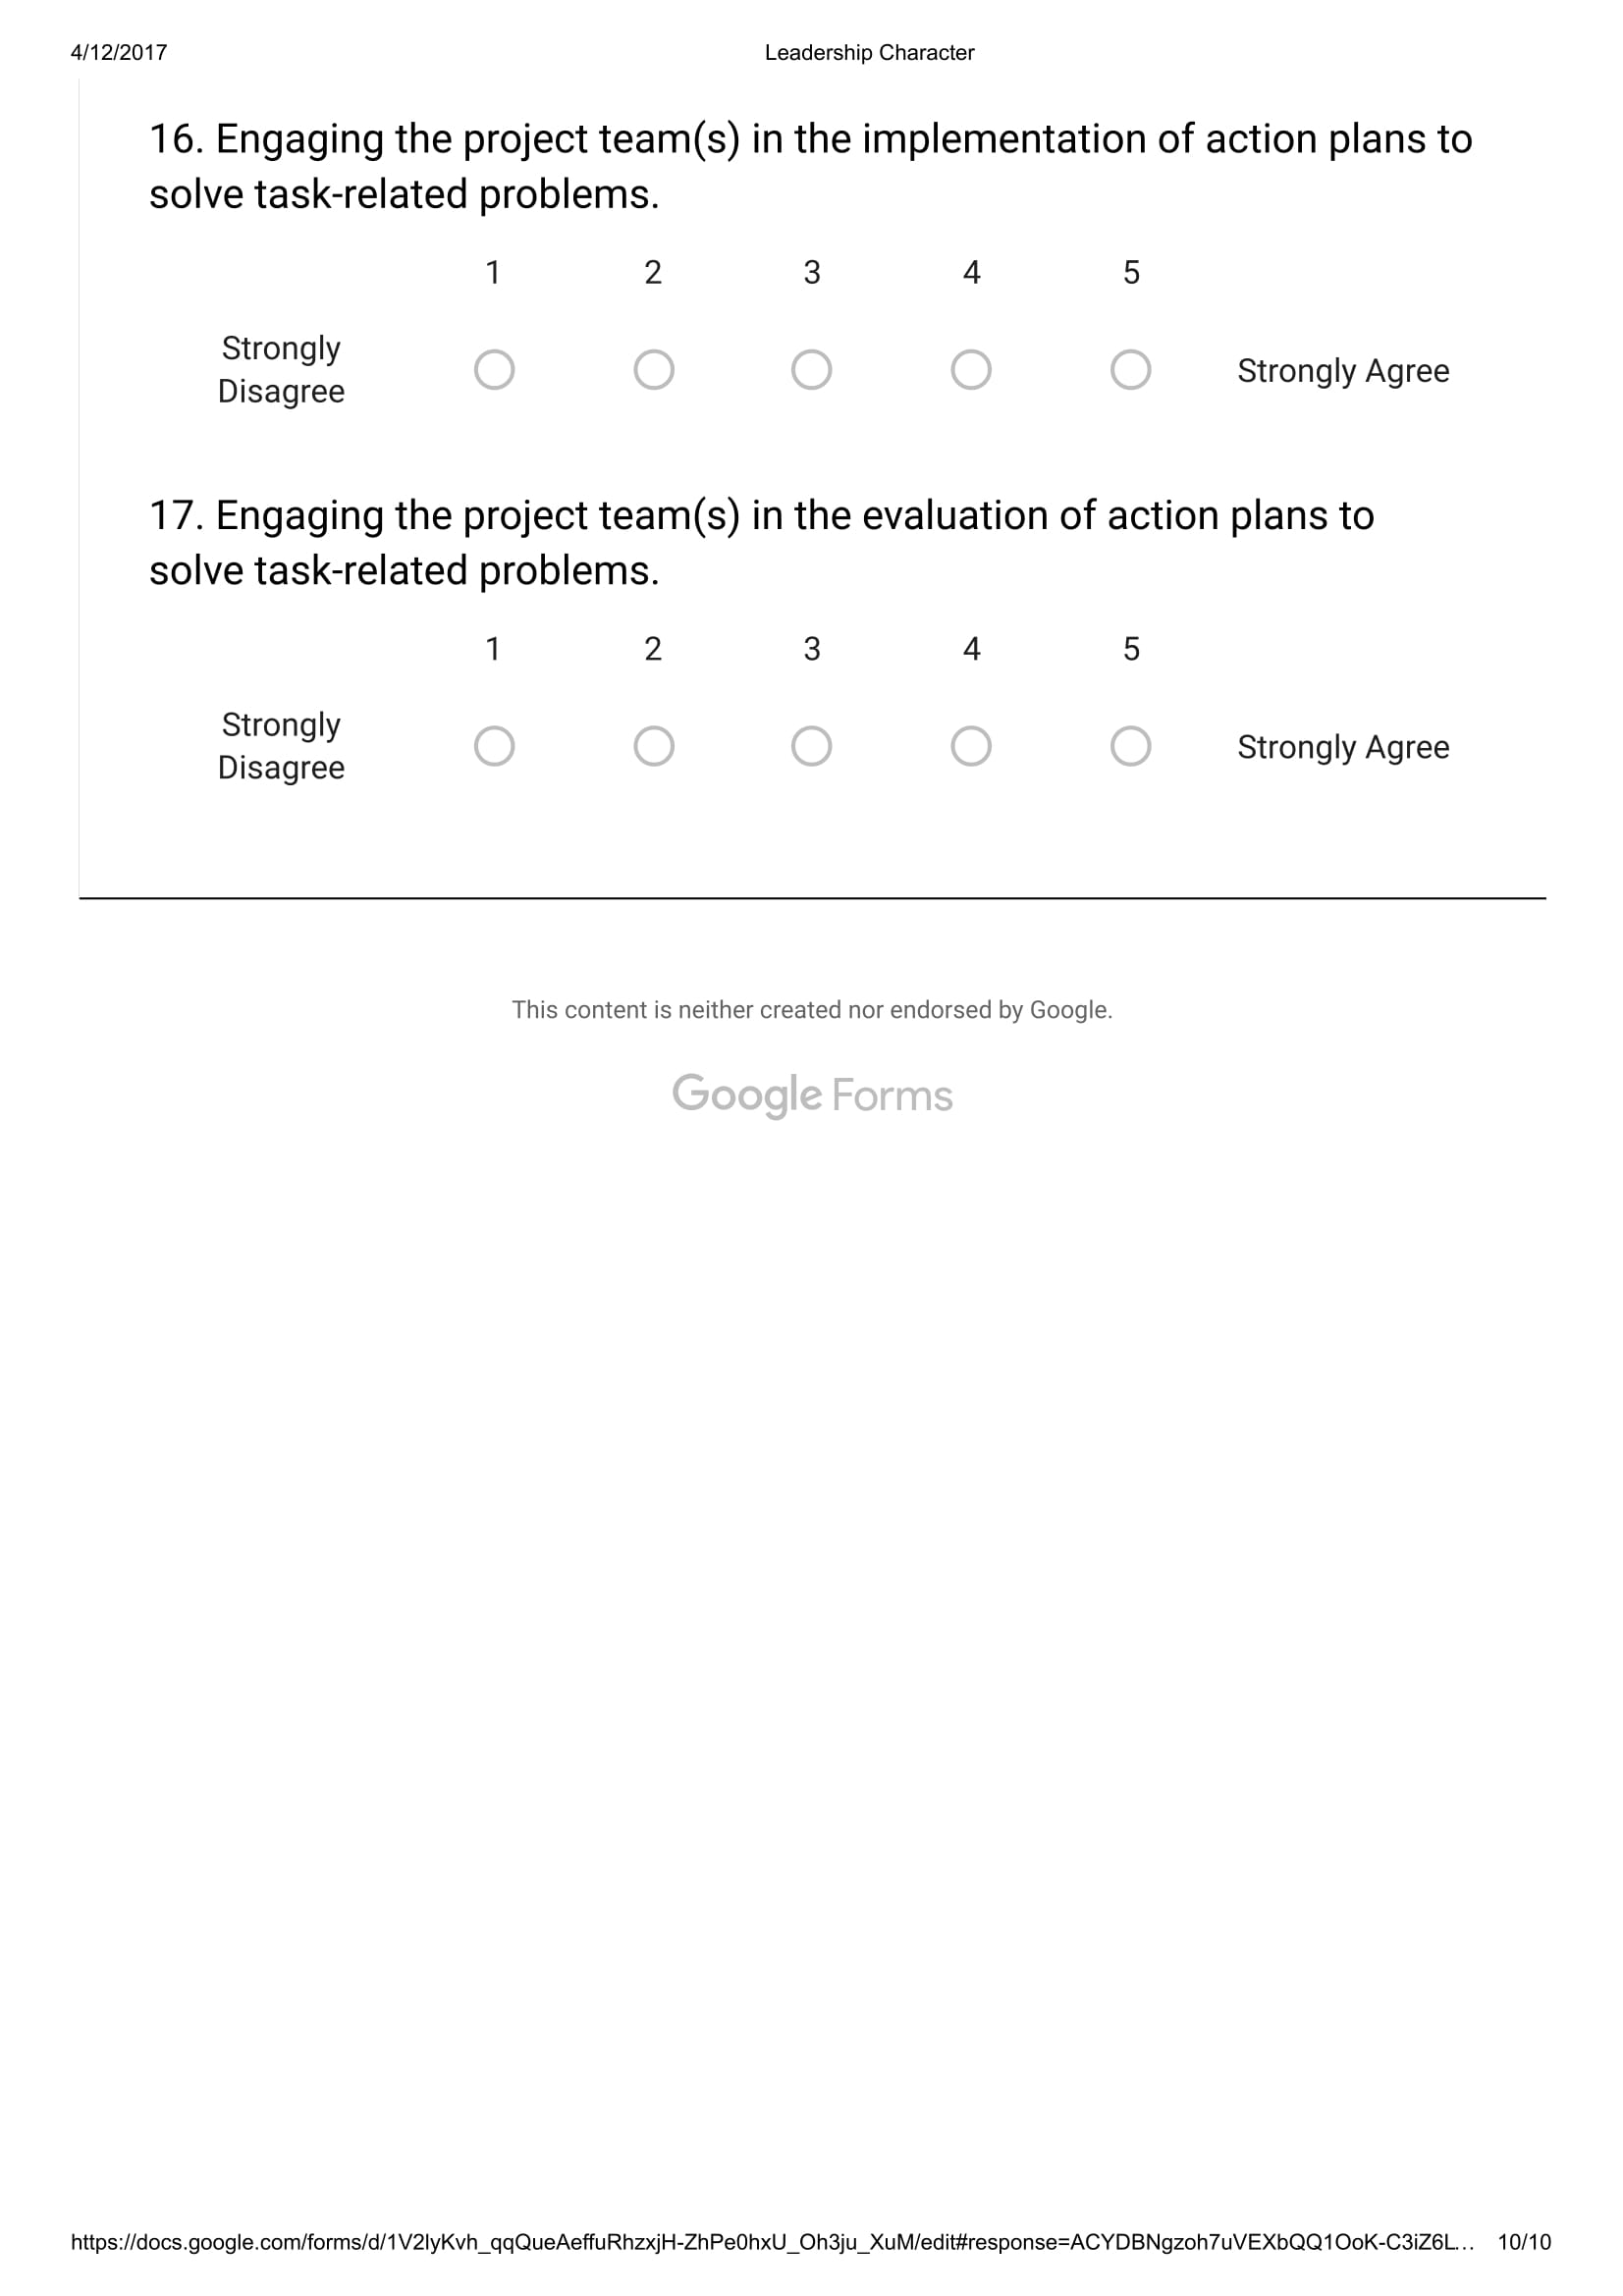 4/12/2017 Leadership Character
16. Engaging the project team(s) in the implementation of action plans to
solve task-related problems.
1 2 3 4 5
Strongly
Disagree
Strongly Agree
17. Engaging the project team(s) in the evaluation of action plans to
solve task-related problems.
1 2 3 4 5
Strongly
Disagree
Strongly Agree
This content is neither created nor endorsed by Google.
Google Forms
https://docs.google.com/forms/d/1V2lyKvh_qqQueAeffuRhzxjH-ZhPe0hxU_Oh3ju_XuM/edit#response=ACYDBNgzoh7uVEXbQQ1OoK-C3iZ6L… 10/10